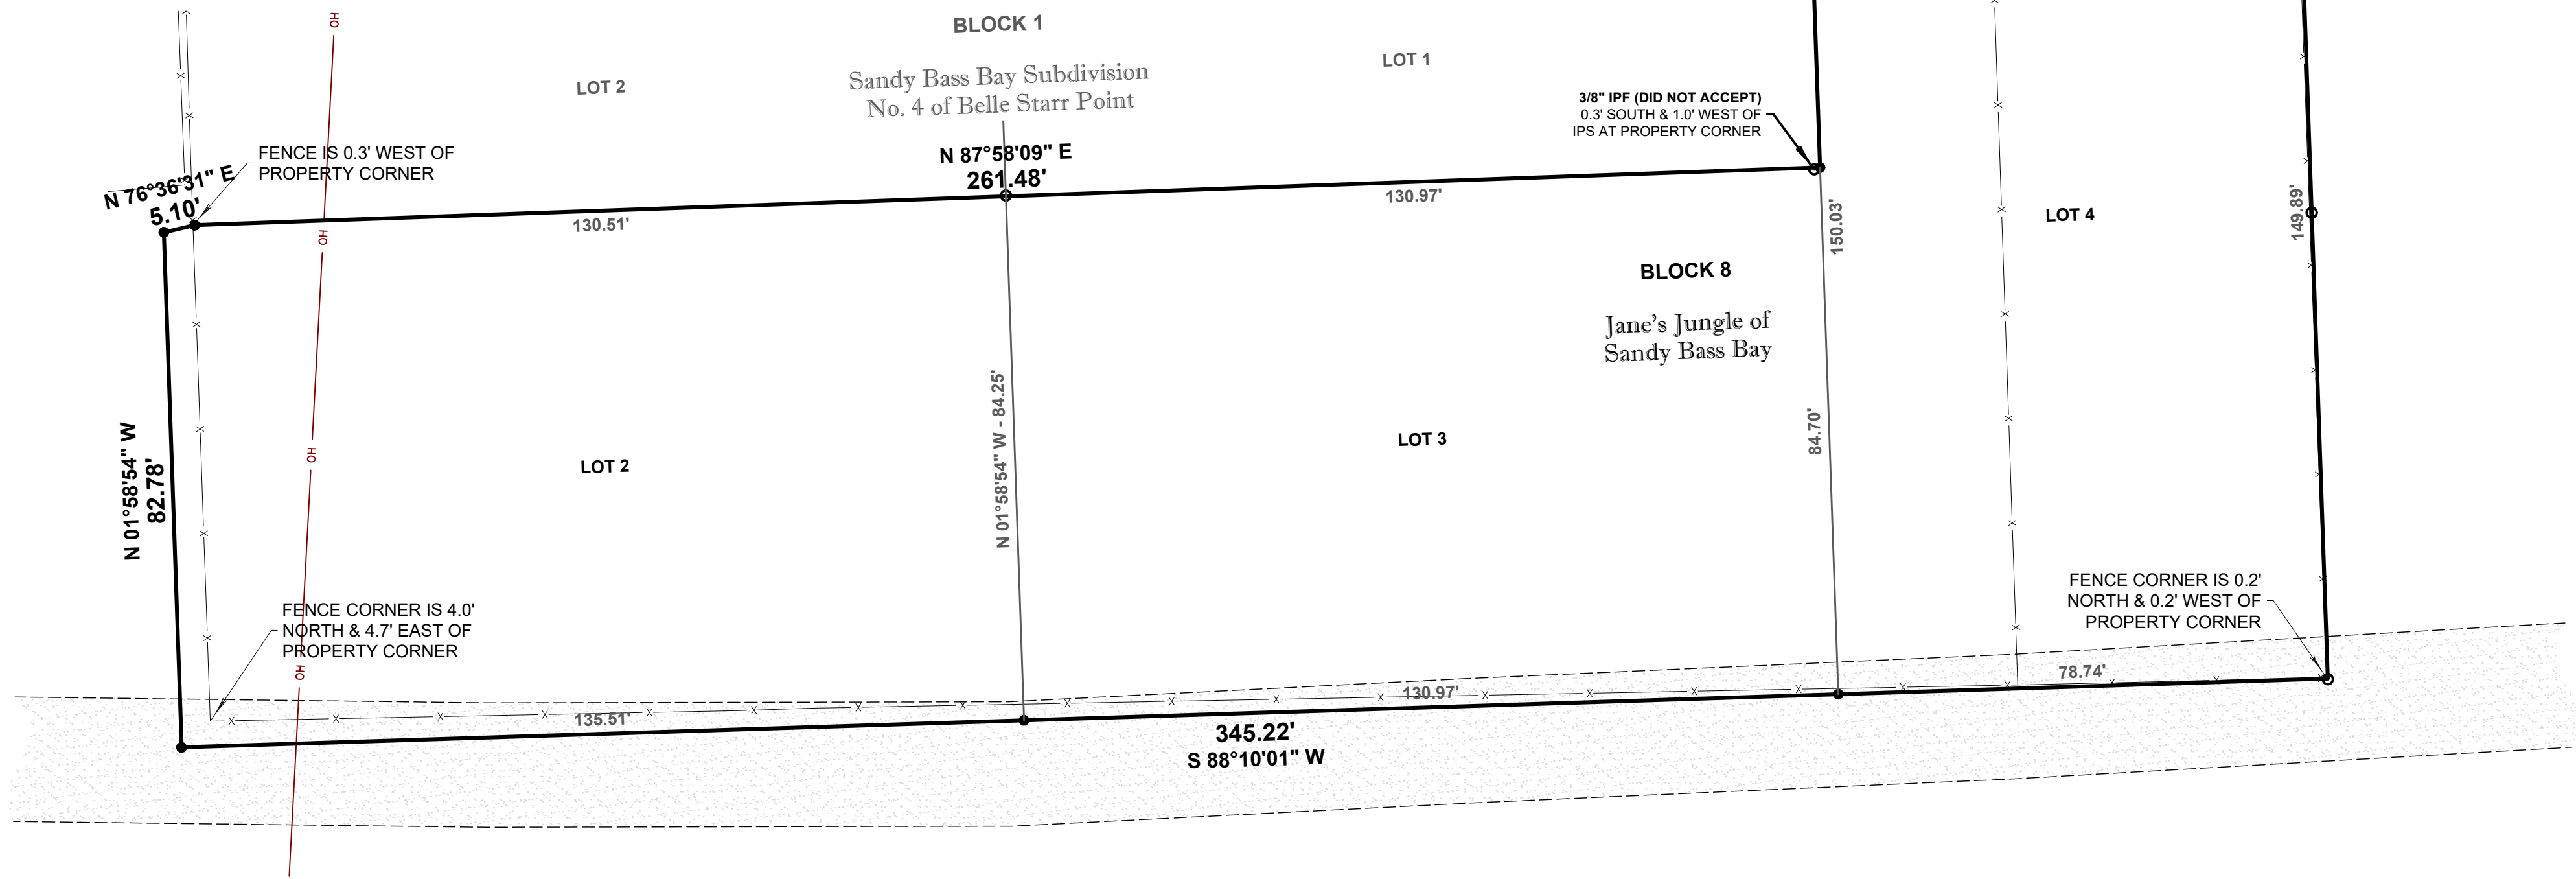 BLOCK 1
Sandy Bass Bay Subdivision
No. 4 of Belle Starr Point
LOT 2
LOT 1
OH
3/8" IPF (DID NOT ACCEPT)
0.3' SOUTH & 1.0' WEST OF
IPS AT PROPERTY CORNER
FENCE IS 0.3' WEST OF
PROPERTY CORNER
N 76°36'31" E
5.10'
N 87°58'09" E
261.48'
130.51'
130.97'
OH
150.03'
LOT 4
149.89'
BLOCK 8
Jane's Jungle of
Sandy Bass Bay
N 01°58'54" W
82.78'
OH
LOT 2
N 01°58'54" W - 84.25'
LOT 3
84.70'
FENCE CORNER IS 4.0'
NORTH & 4.7' EAST OF
PROPERTY CORNER
OH
FENCE CORNER IS 0.2'
NORTH & 0.2' WEST OF
PROPERTY CORNER
135.51'
130.97'
78.74'
345.22'
S 88°10'01" W